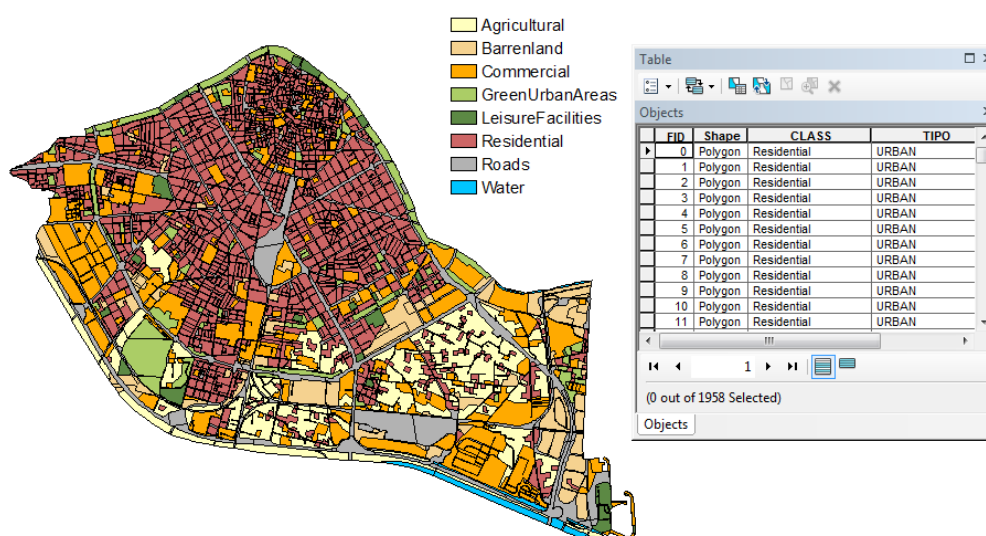 Agricultural
Barrenland
Commercial
GreenUrbanAreas
LeisureFacilities
Residential
Roads
Water
Table
Objects
FID Shape CLASS TIPO
0 Polygon Residential URBAN
1 Polygon Residential URBAN
2 Polygon Residential URBAN
3 Polygon Residential URBAN
4 Polygon Residential URBAN
5 Polygon Residential URBAN
6 Polygon Residential URBAN
7 Polygon Residential URBAN
8 Polygon Residential URBAN
9 Polygon Residential URBAN
10 Polygon Residential URBAN
11 Polygon Residential URBAN
1
(0 out of 1958 Selected)
Objects